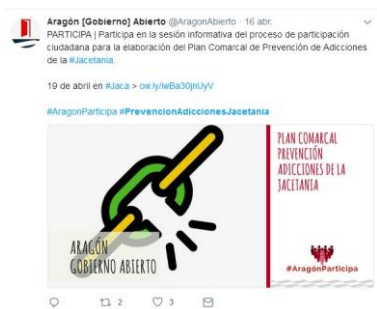 Aragón [Gobierno] Abierto @AragonAbierto · 16 abr.
PARTICIPA | Participa en la sesión informativa del proceso de participación
ciudadana para la elaboración del Plan Comarcal de Prevención de Adicciones
de la #Jacetania.
19 de abril en #Jaca > ow.ly/iwBa30jnUyV
#AragonParticipa #PrevencionAdiccionesJacetania
PLAN COMARCAL
PREVENCIÓN
ADICCIONES DE LA
JACETANIA
ARAGÓN
GOBIERNO ABIERTO
#AragónParticipa
2 3